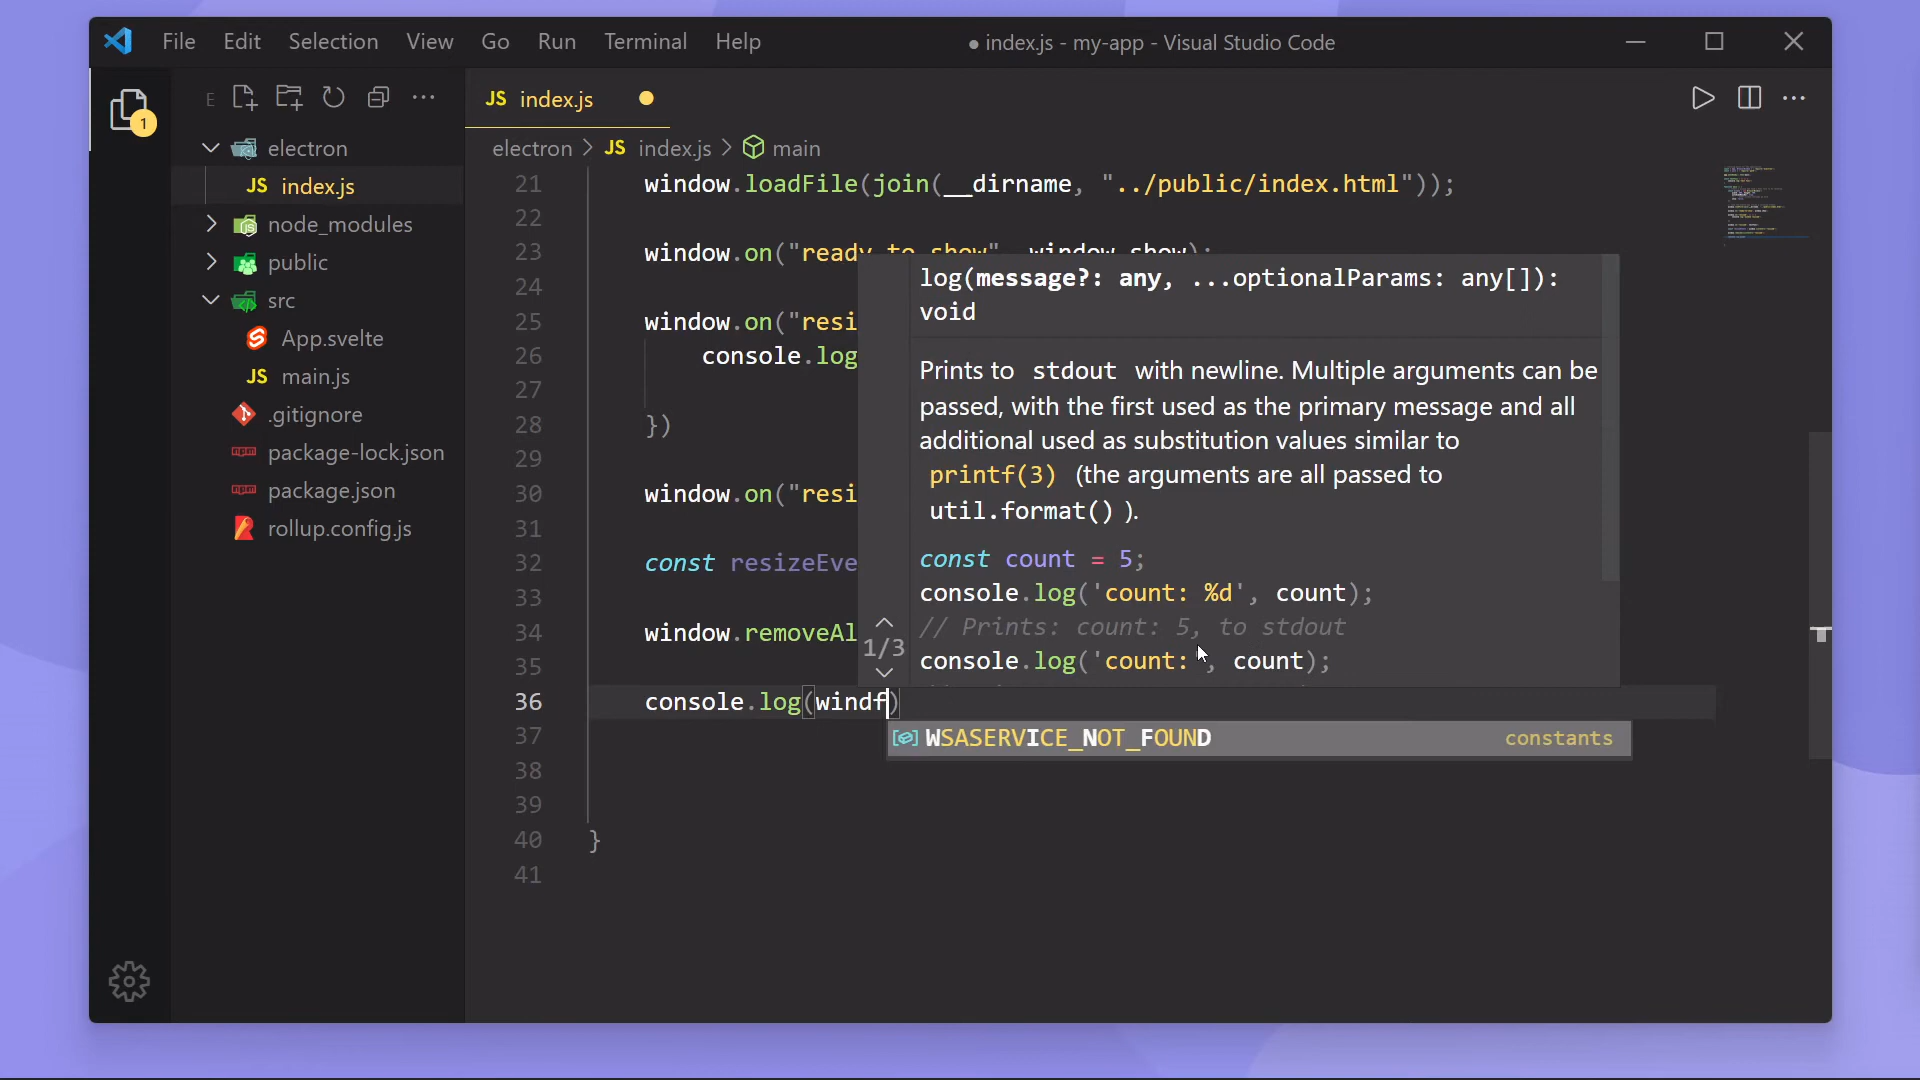 File Edit Selection View Go Run Terminal Help
● index.js - my-app - Visual Studio Code
1
E
electron
JS index.js
node_modules
public
src
App.svelte
JS main.js
.gitignore
package-lock.json
package.json
rollup.config.js
JS index.js
electron > JS index.js > main
21 window.loadFile(join(__dirname, "../public/index.html"));
22
23 window.on("ready-to-show", window.show);
24
25 window.on("resi
26 console.log
27
28 })
29
30 window.on("resi
31
32 const resizeEve
33
34 window.removeAl
35
36 console.log(windf)
37
38
39
40 }
41
log(message?: any, ...optionalParams: any[]):
void
Prints to stdout with newline. Multiple arguments can be
passed, with the first used as the primary message and all
additional used as substitution values similar to
printf(3) (the arguments are all passed to
util.format() ).
const count = 5;
console.log('count: %d', count);
// Prints: count: 5, to stdout
console.log('count:', count);
1/3
WSASERVICE_NOT_FOUND constants